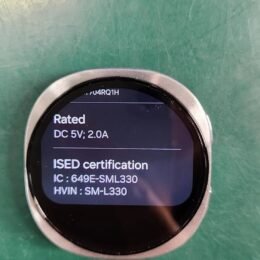 Rated
DC 5V; 2.0A
ISED certification
IC : 649E-SML330
HVIN : SM-L330